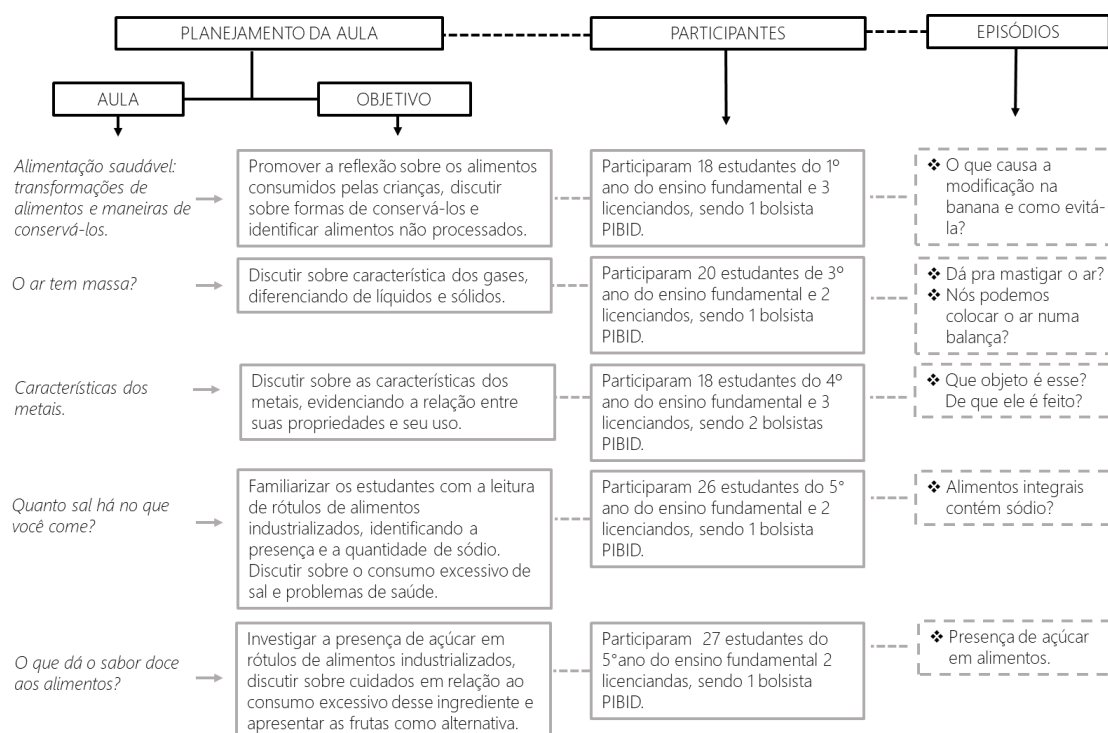 PLANEJAMENTO DA AULA
PARTICIPANTES
EPISÓDIOS
AULA
OBJETIVO
Alimentação saudável:
transformações de
alimentos e maneiras de
conservá-los.
Promover a reflexão sobre os alimentos
consumidos pelas crianças, discutir
sobre formas de conservá-los e
identificar alimentos não processados.
Participaram 18 estudantes do 1º
ano do ensino fundamental e 3
licenciandos, sendo 1 bolsista
PIBID.
❖ O que causa a
modificação na
banana e como evitá-
la?
O ar tem massa?
Discutir sobre característica dos gases,
diferenciando de líquidos e sólidos.
Participaram 20 estudantes de 3º
ano do ensino fundamental e 2
licenciandos, sendo 1 bolsista
PIBID.
❖ Dá pra mastigar o ar?
❖ Nós podemos
colocar o ar numa
balança?
Características dos
metais.
Discutir sobre as características dos
metais, evidenciando a relação entre
suas propriedades e seu uso.
Participaram 18 estudantes do 4º
ano do ensino fundamental e 3
licenciandos, sendo 2 bolsistas
PIBID.
❖ Que objeto é esse?
De que ele é feito?
Quanto sal há no que
você come?
Familiarizar os estudantes com a leitura
de rótulos de alimentos
industrializados, identificando a
presença e a quantidade de sódio.
Discutir sobre o consumo excessivo de
sal e problemas de saúde.
Participaram 26 estudantes do 5°
ano do ensino fundamental e 2
licenciandos, sendo 1 bolsista
PIBID.
❖ Alimentos integrais
contém sódio?
O que dá o sabor doce
aos alimentos?
Investigar a presença de açúcar em
rótulos de alimentos industrializados,
discutir sobre cuidados em relação ao
consumo excessivo desse ingrediente e
apresentar as frutas como alternativa.
Participaram 27 estudantes do
5°ano do ensino fundamental 2
licenciandas, sendo 1 bolsista
PIBID.
❖ Presença de açúcar
em alimentos.